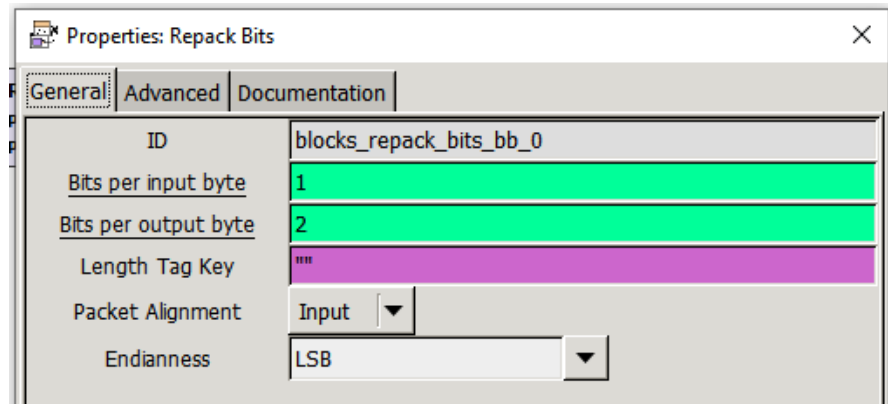 Properties: Repack Bits
General Advanced Documentation
ID blocks_repack_bits_bb_0
Bits per input byte 1
Bits per output byte 2
Length Tag Key ""
Packet Alignment Input
Endianness LSB